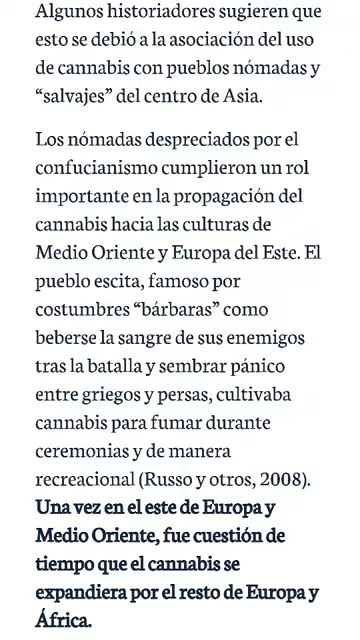 Algunos historiadores sugieren que
esto se debió a la asociación del uso
de cannabis con pueblos nómadas y
“salvajes” del centro de Asia.
Los nómadas despreciados por el
confucianismo cumplieron un rol
importante en la propagación del
cannabis hacia las culturas de
Medio Oriente y Europa del Este. El
pueblo escita, famoso por
costumbres “bárbaras” como
beberse la sangre de sus enemigos
tras la batalla y sembrar pánico
entre griegos y persas, cultivaba
cannabis para fumar durante
ceremonias y de manera
recreacional (Russo y otros, 2008).
Una vez en el este de Europa y
Medio Oriente, fue cuestión de
tiempo que el cannabis se
expandiera por el resto de Europa y
África.